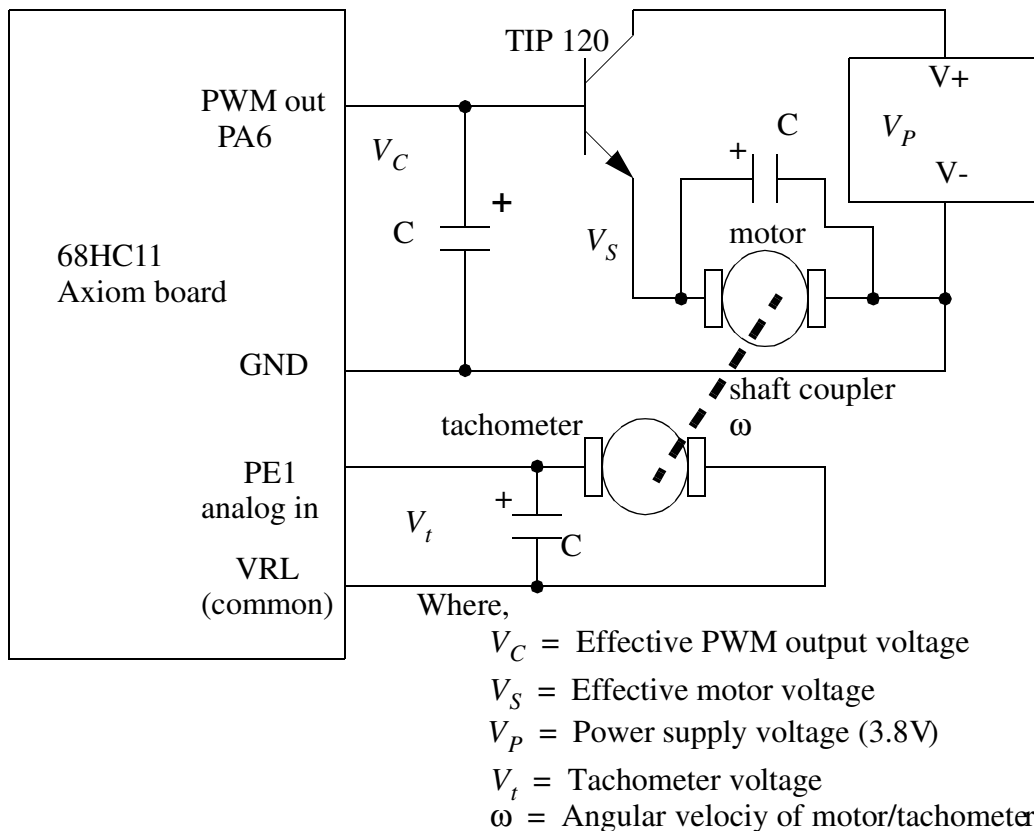 TIP 120
PWM out
PA6
V_C
C
+
68HC11
Axiom board
GND
V+
V_P
V-
C
+
motor
V_S
shaft coupler
ω
tachometer
PE1
analog in
+
V_t
C
VRL
(common)
Where,
V_C = Effective PWM output voltage
V_S = Effective motor voltage
V_P = Power supply voltage (3.8V)
V_t = Tachometer voltage
ω = Angular velociy of motor/tachometer